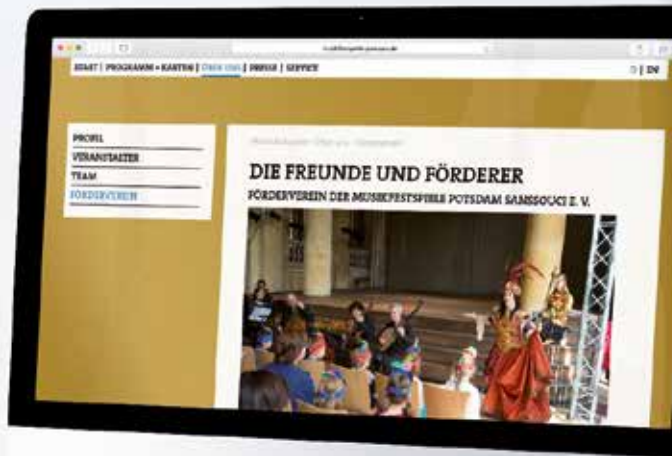 START | PROGRAMM + KARTEN | ÜBER UNS | PRESSE | SERVICE
D | EN
PROFIL
VERANSTALTER
TEAM
FÖRDERVEREIN
DIE FREUNDE UND FÖRDERER
FÖRDERVEREIN DER MUSIKFESTSPIELE POTSDAM SANSSOUCI E. V.